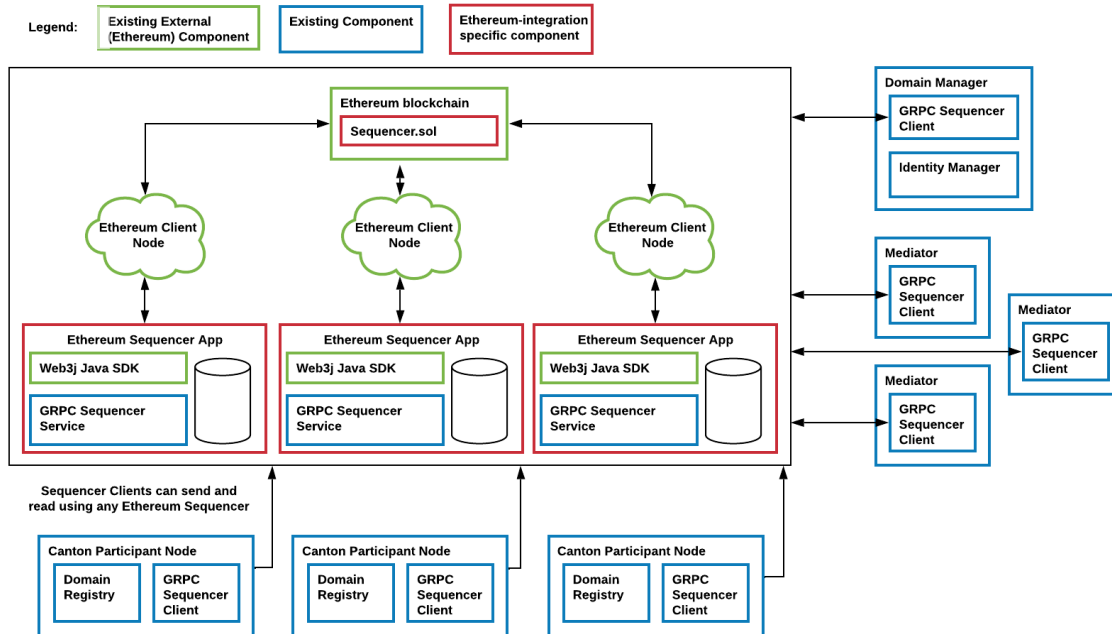 Legend:
Existing External
(Ethereum) Component
Existing Component
Ethereum-integration
specific component
Ethereum blockchain
Sequencer.sol
Ethereum Client
Node
Ethereum Client
Node
Ethereum Client
Node
Ethereum Sequencer App
Web3j Java SDK
GRPC Sequencer
Service
Ethereum Sequencer App
Web3j Java SDK
GRPC Sequencer
Service
Ethereum Sequencer App
Web3j Java SDK
GRPC Sequencer
Service
Domain Manager
GRPC Sequencer
Client
Identity Manager
Mediator
GRPC
Sequencer
Client
Mediator
GRPC
Sequencer
Client
Mediator
GRPC
Sequencer
Client
Sequencer Clients can send and
read using any Ethereum Sequencer
Canton Participant Node
Domain
Registry
GRPC
Sequencer
Client
Canton Participant Node
Domain
Registry
GRPC
Sequencer
Client
Canton Participant Node
Domain
Registry
GRPC
Sequencer
Client